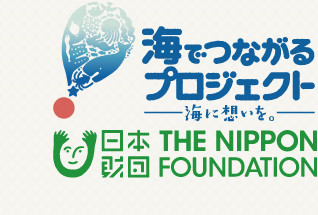 海でつながる
プロジェクト
海に想いを。
日本
財団
THE NIPPON
FOUNDATION